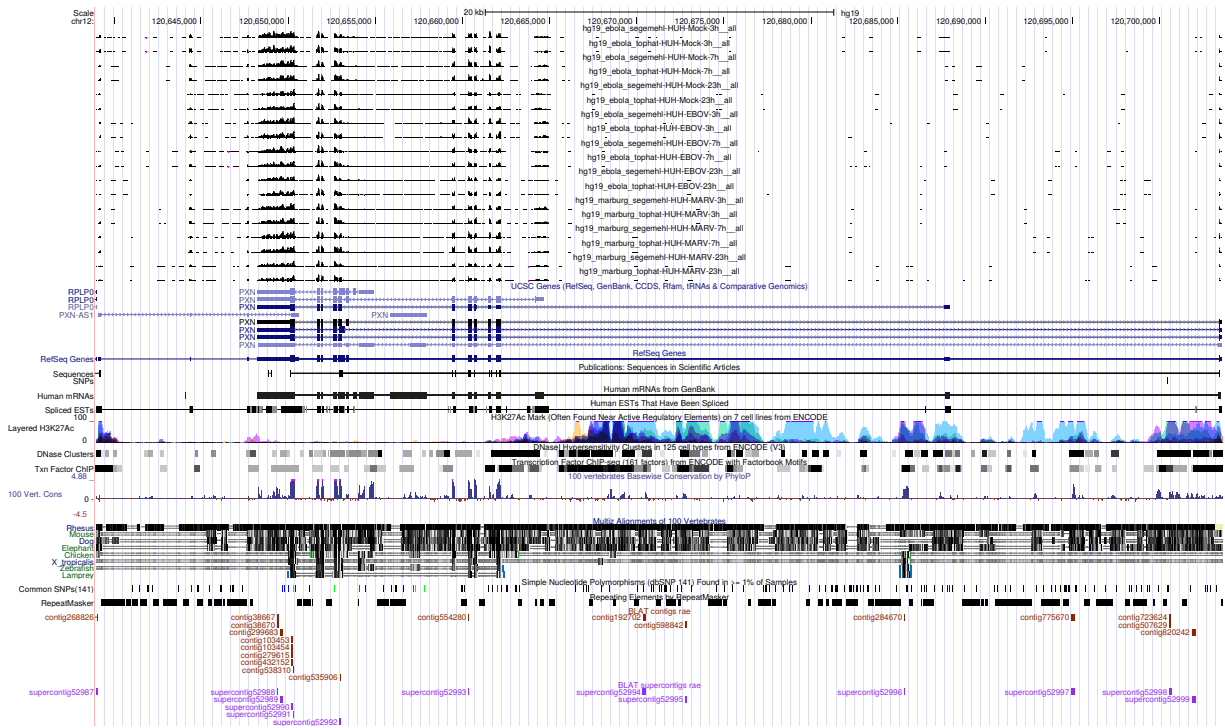 Scale 20 kb hg19
chr12: 120,645,000 120,650,000 120,655,000 120,660,000 120,665,000 120,670,000 120,675,000 120,680,000 120,685,000 120,690,000 120,695,000 120,700,000
hg19_ebola_segemehl-HUH-Mock-3h__all
hg19_ebola_tophat-HUH-Mock-3h__all
hg19_ebola_segemehl-HUH-Mock-7h__all
hg19_ebola_tophat-HUH-Mock-7h__all
hg19_ebola_segemehl-HUH-Mock-23h__all
hg19_ebola_tophat-HUH-Mock-23h__all
hg19_ebola_segemehl-HUH-EBOV-3h__all
hg19_ebola_tophat-HUH-EBOV-3h__all
hg19_ebola_segemehl-HUH-EBOV-7h__all
hg19_ebola_tophat-HUH-EBOV-7h__all
hg19_ebola_segemehl-HUH-EBOV-23h__all
hg19_ebola_tophat-HUH-EBOV-23h__all
hg19_marburg_segemehl-HUH-MARV-3h__all
hg19_marburg_tophat-HUH-MARV-3h__all
hg19_marburg_segemehl-HUH-MARV-7h__all
hg19_marburg_tophat-HUH-MARV-7h__all
hg19_marburg_segemehl-HUH-MARV-23h__all
hg19_marburg_tophat-HUH-MARV-23h__all
UCSC Genes (RefSeq, GenBank, CCDS, Rfam, tRNAs & Comparative Genomics)
RPLP0 PXN
RPLP0 PXN
RPLP0 PXN
PXN-AS1 PXN
PXN
PXN
PXN
PXN
RefSeq Genes
RefSeq Genes
Publications: Sequences in Scientific Articles
Sequences
SNPs
Human mRNAs from GenBank
Human mRNAs
Human ESTs That Have Been Spliced
Spliced ESTs
H3K27Ac Mark (Often Found Near Active Regulatory Elements) on 7 cell lines from ENCODE
100
Layered H3K27Ac
0
DNaseI Hypersensitivity Clusters in 125 cell types from ENCODE (V3)
DNase Clusters
Transcription Factor ChIP-seq (161 factors) from ENCODE with Factorbook Motifs
Txn Factor ChIP
100 vertebrates Basewise Conservation by PhyloP
4.88
100 Vert. Cons
0
-4.5
Multiz Alignments of 100 Vertebrates
Rhesus
Mouse
Dog
Elephant
Chicken
X_tropicalis
Zebrafish
Lamprey
Simple Nucleotide Polymorphisms (dbSNP 141) Found in >= 1% of Samples
Common SNPs(141)
Repeating Elements by RepeatMasker
RepeatMasker
BLAT contigs rae
contig268826 contig38667 contig554280 contig192702 contig284670 contig775670 contig723624
contig38670 contig598842 contig507629
contig299683 contig820242
contig103453
contig103454
contig279615
contig432152
contig538310
contig535906
BLAT supercontigs rae
supercontig52987 supercontig52988 supercontig52993 supercontig52994 supercontig52996 supercontig52997 supercontig52998
supercontig52989 supercontig52995 supercontig52999
supercontig52990
supercontig52991
supercontig52992